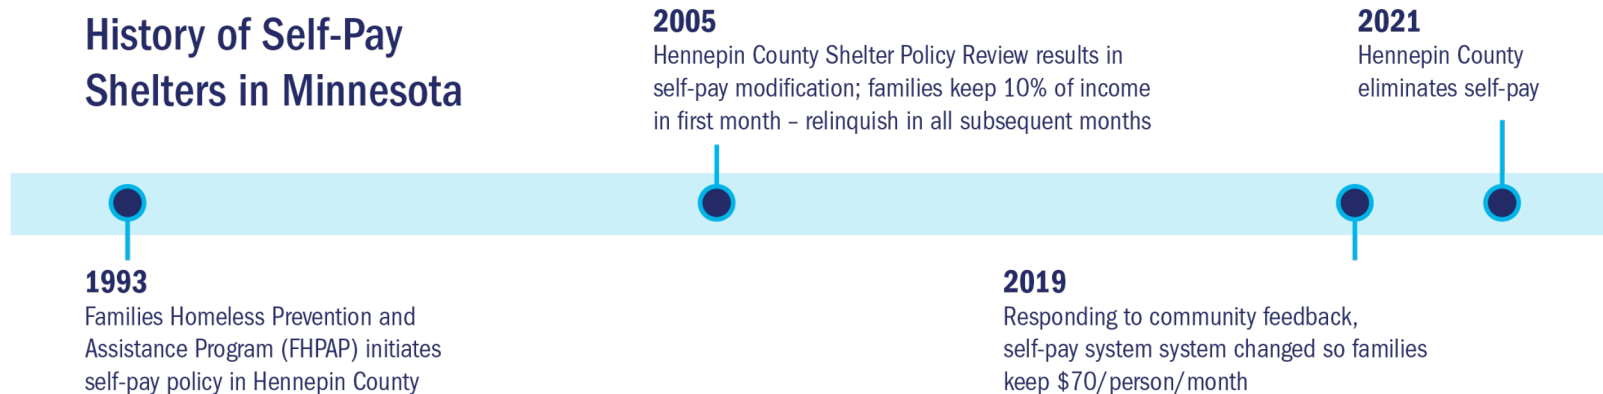 History of Self-Pay
Shelters in Minnesota
1993
Families Homeless Prevention and
Assistance Program (FHPAP) initiates
self-pay policy in Hennepin County
2005
Hennepin County Shelter Policy Review results in
self-pay modification; families keep 10% of income
in first month – relinquish in all subsequent months
2019
Responding to community feedback,
self-pay system system changed so families
keep $70/person/month
2021
Hennepin County
eliminates self-pay